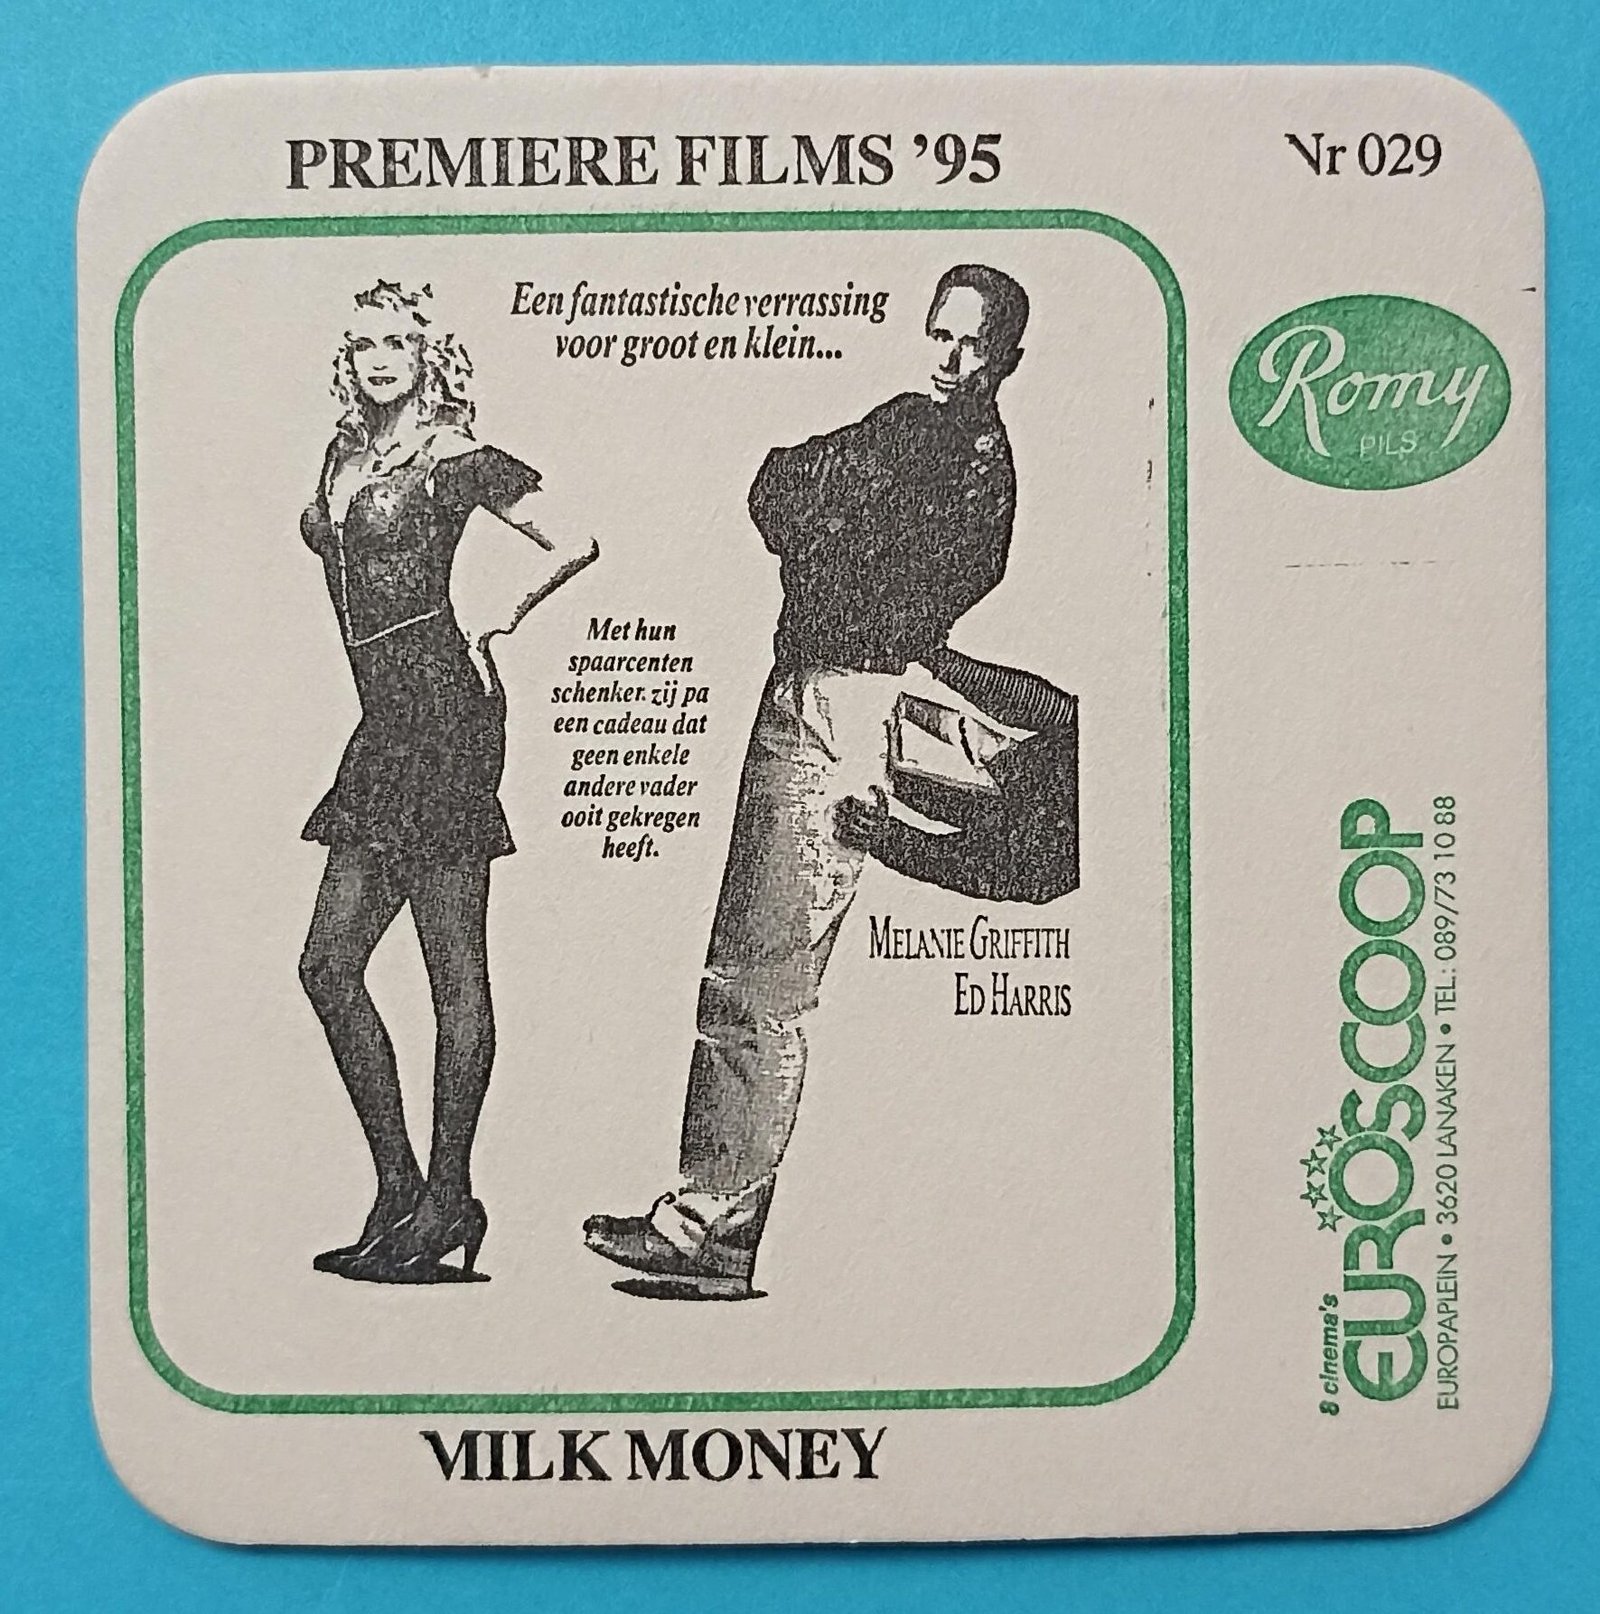 PREMIERE FILMS '95
Nr 029
Een fantastische verrassing
voor groot en klein...
Romy
PILS
Met hun
spaarcenten
schenken zij pa
een cadeau dat
geen enkele
andere vader
ooit gekregen
heeft.
MELANIE GRIFFITH
ED HARRIS
8 cinema's
EUROSCOOP
EUROPAPLEIN • 3620 LANAKEN • TEL: 089/73 10 88
MILK MONEY